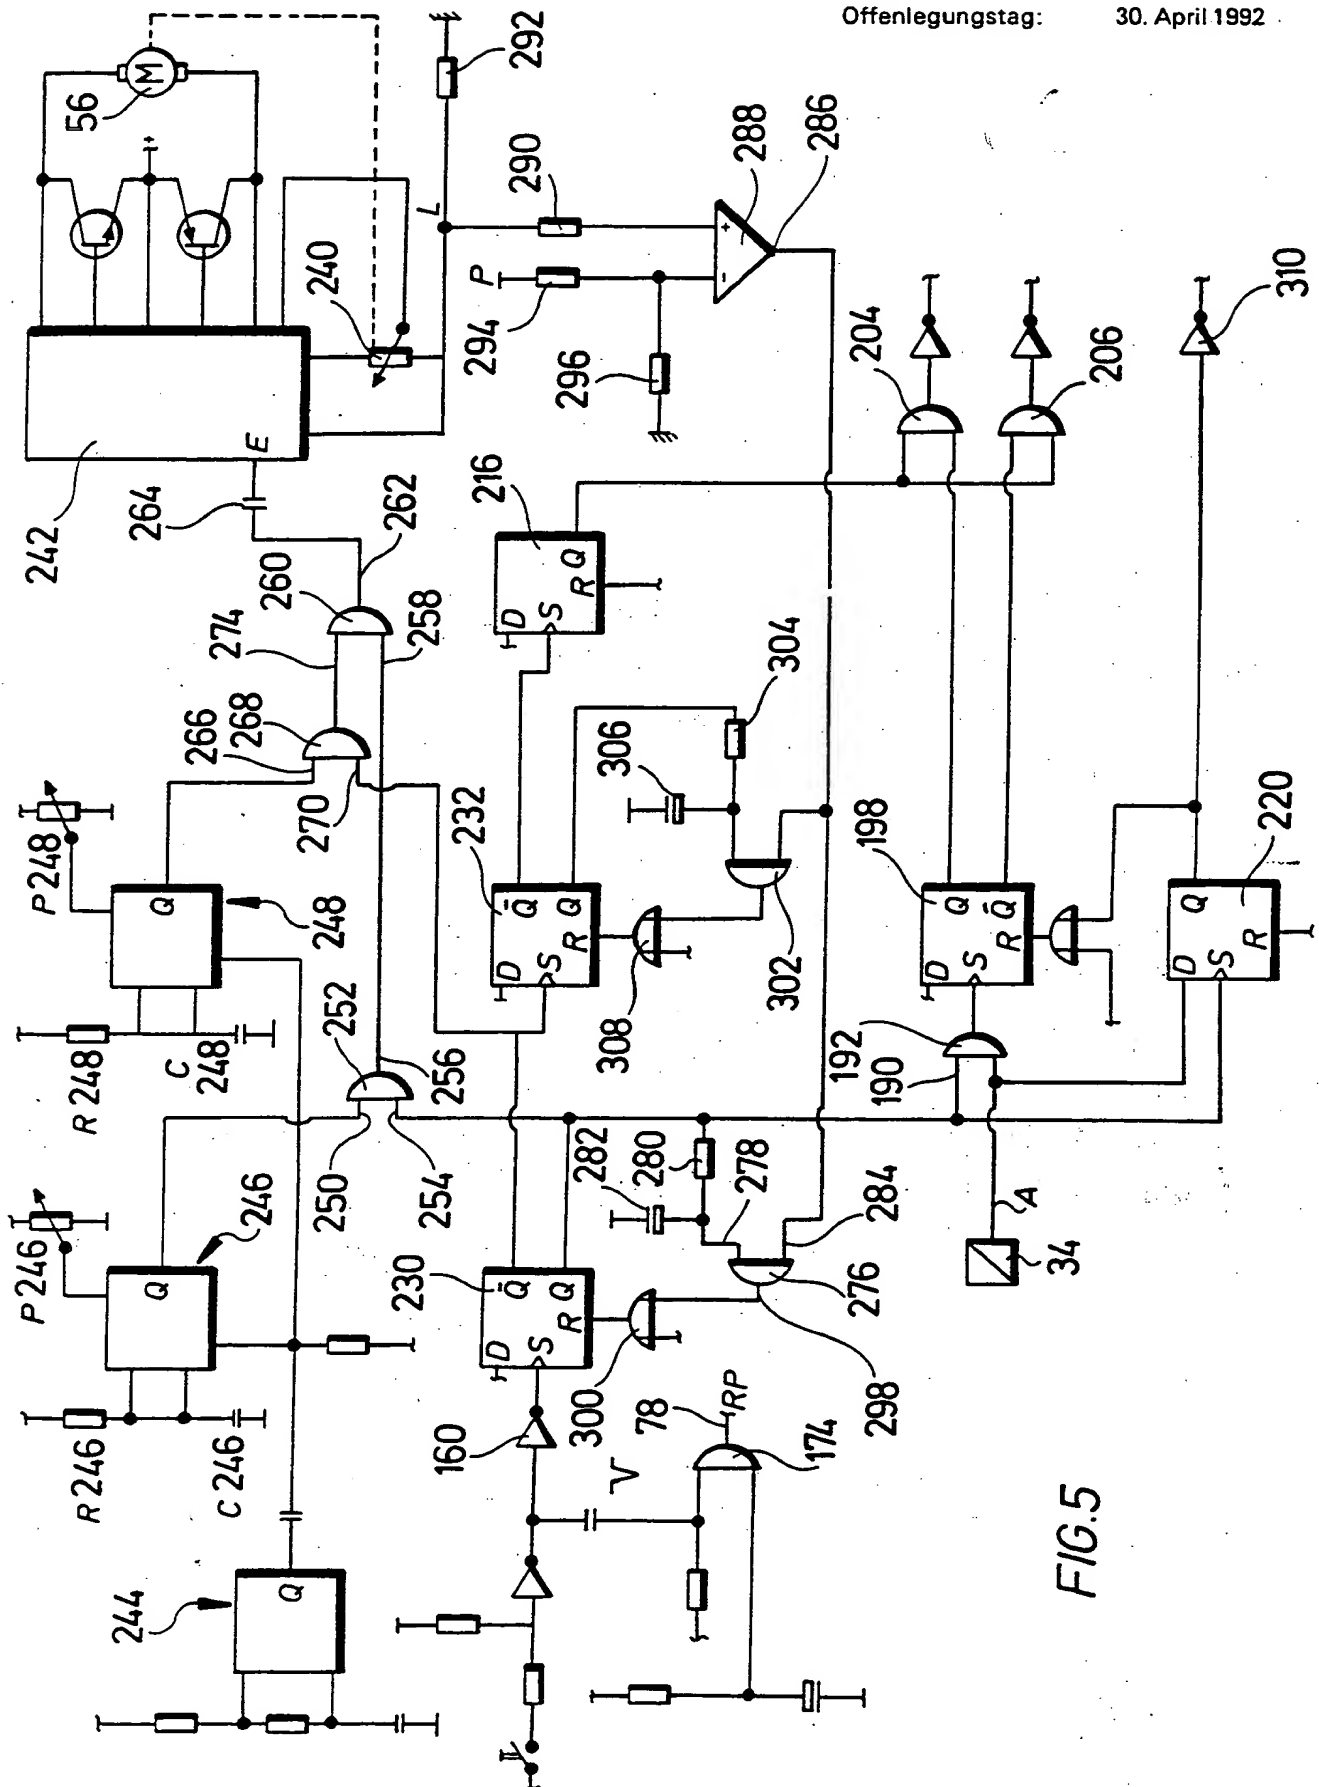 Offenlegungstag: 30. April 1992
56
M
+
292
L
240
P
290
294
296
+
-
288
286
242
E
264
262
260
274
258
266
268
270
P248
Q
248
R248
C
248
216
D
S
Q
R
204
206
310
304
306
302
308
232
D
S
Q̄
Q
R
198
D
S
Q
Q̄
R
192
190
220
D
S
Q
R
252
256
250
254
P246
Q
246
R246
C246
230
D
S
Q̄
Q
R
282
280
278
284
276
298
300
160
V
78
RP
174
A
34
244
Q
FIG.5